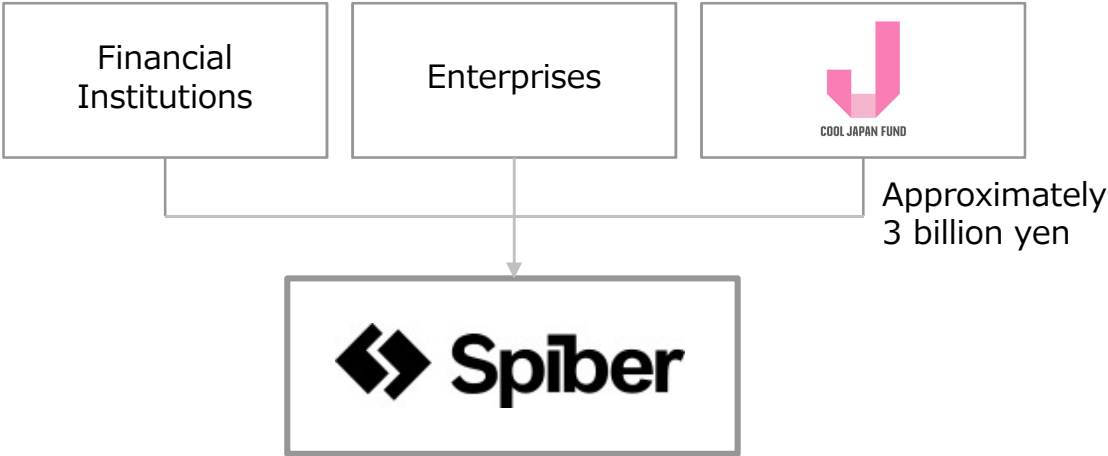 Financial
Institutions
Enterprises
COOL JAPAN FUND
Approximately
3 billion yen
Spiber